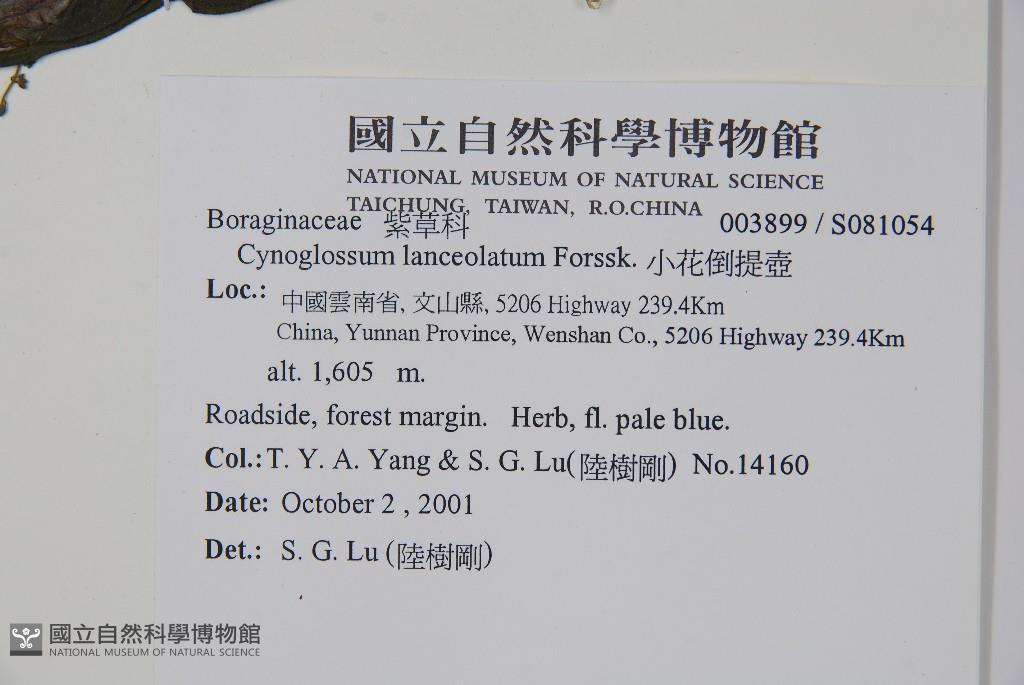 國立自然科學博物館
NATIONAL MUSEUM OF NATURAL SCIENCE
TAICHUNG, TAIWAN, R.O.CHINA
Boraginaceae 紫草科 003899 / S081054
Cynoglossum lanceolatum Forssk. 小花倒提壺
Loc.: 中國雲南省, 文山縣, 5206 Highway 239.4Km
China, Yunnan Province, Wenshan Co., 5206 Highway 239.4Km
alt. 1,605 m.
Roadside, forest margin. Herb, fl. pale blue.
Col.: T. Y. A. Yang & S. G. Lu(陸樹剛) No.14160
Date: October 2 , 2001
Det.: S. G. Lu (陸樹剛)
國立自然科學博物館
NATIONAL MUSEUM OF NATURAL SCIENCE